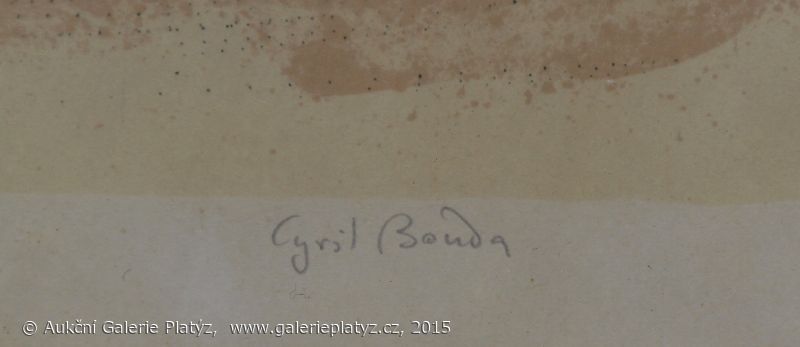 Cyril Bouda
© Aukční Galerie Platýz, www.galerieplatyz.cz, 2015